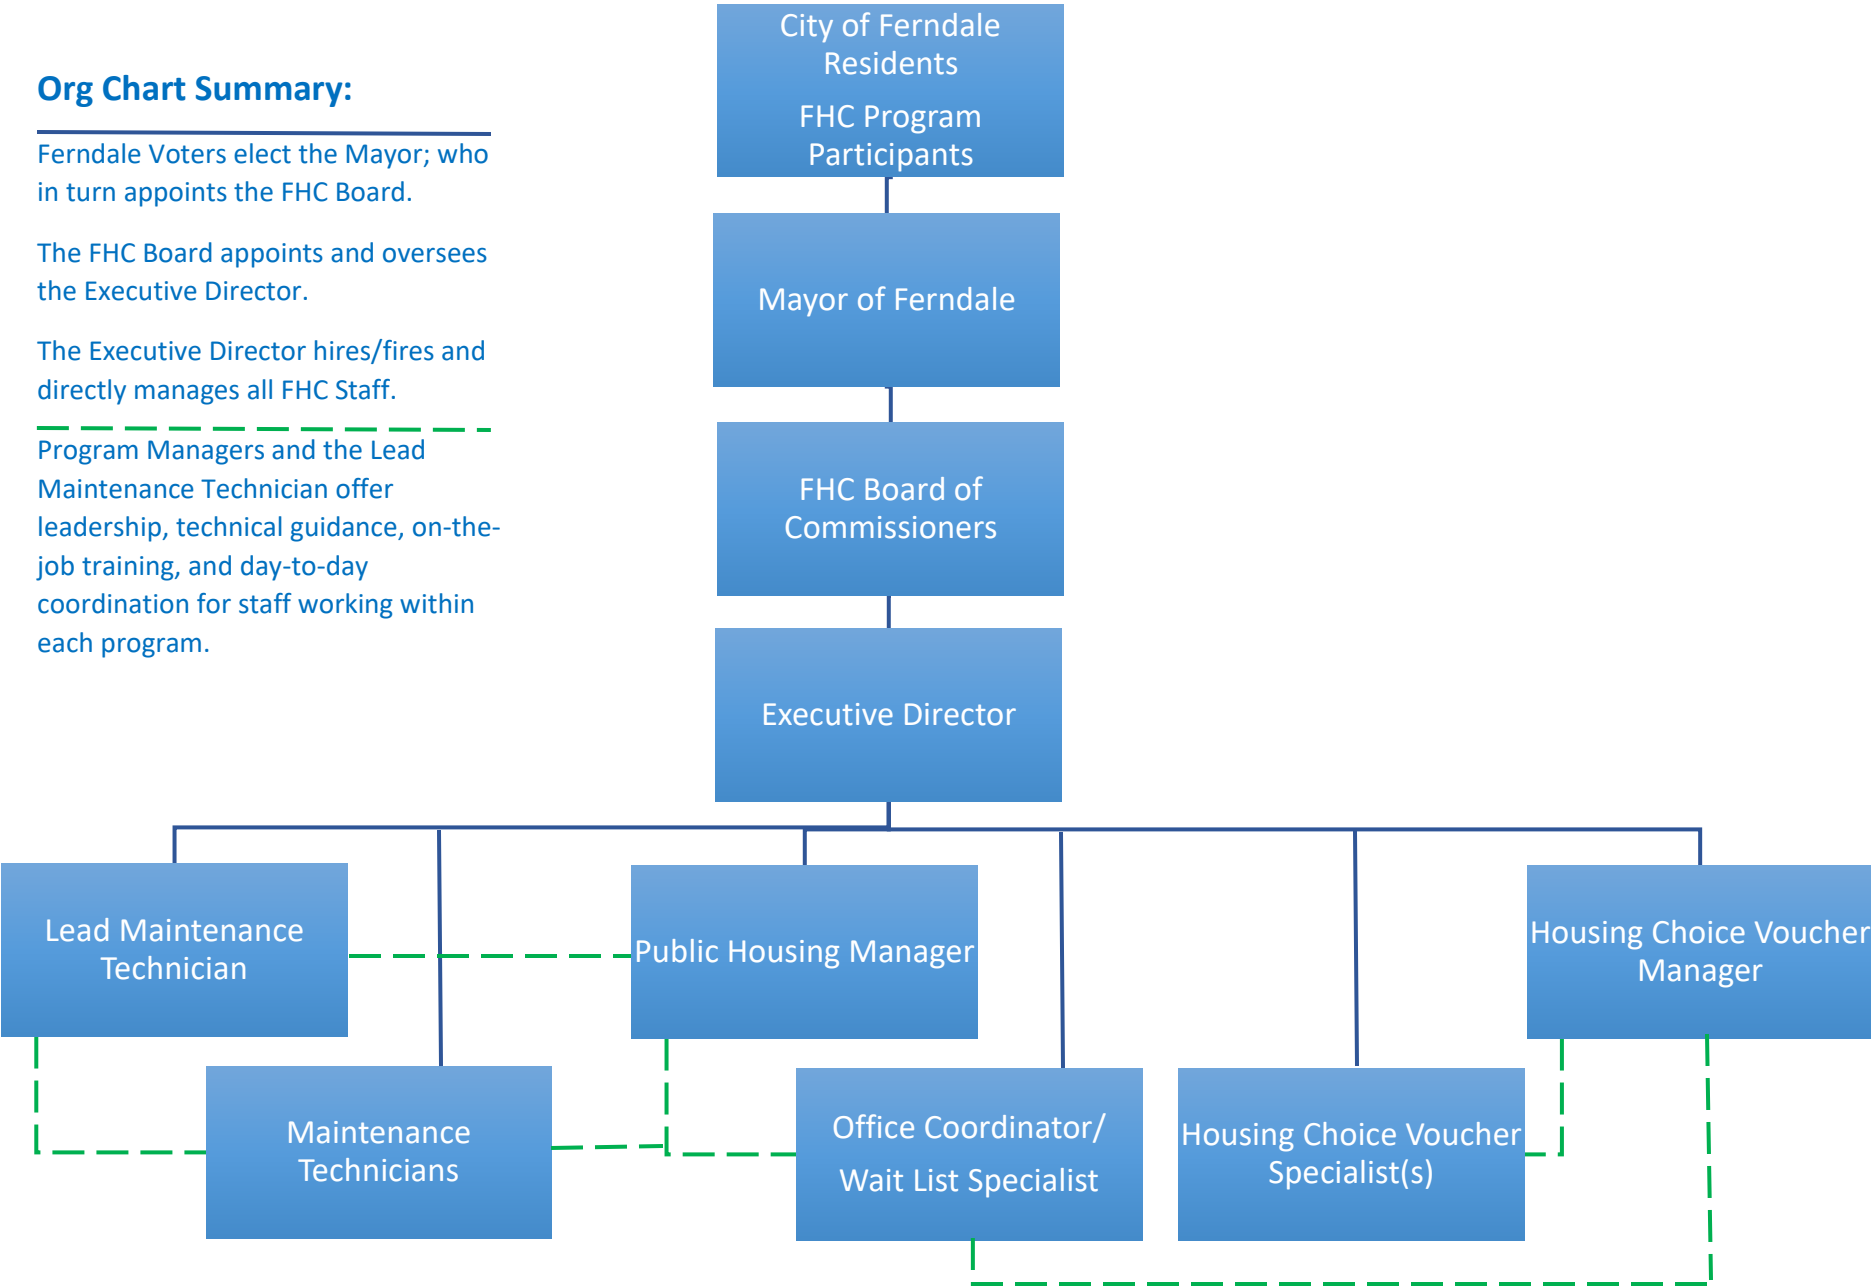 Org Chart Summary:
Ferndale Voters elect the Mayor; who
in turn appoints the FHC Board.
The FHC Board appoints and oversees
the Executive Director.
The Executive Director hires/fires and
directly manages all FHC Staff.
Program Managers and the Lead
Maintenance Technician offer
leadership, technical guidance, on-the-
job training, and day-to-day
coordination for staff working within
each program.
City of Ferndale
Residents
FHC Program
Participants
Mayor of Ferndale
FHC Board of
Commissioners
Executive Director
Lead Maintenance
Technician
Public Housing Manager
Housing Choice Voucher
Manager
Maintenance
Technicians
Office Coordinator/
Wait List Specialist
Housing Choice Voucher
Specialist(s)